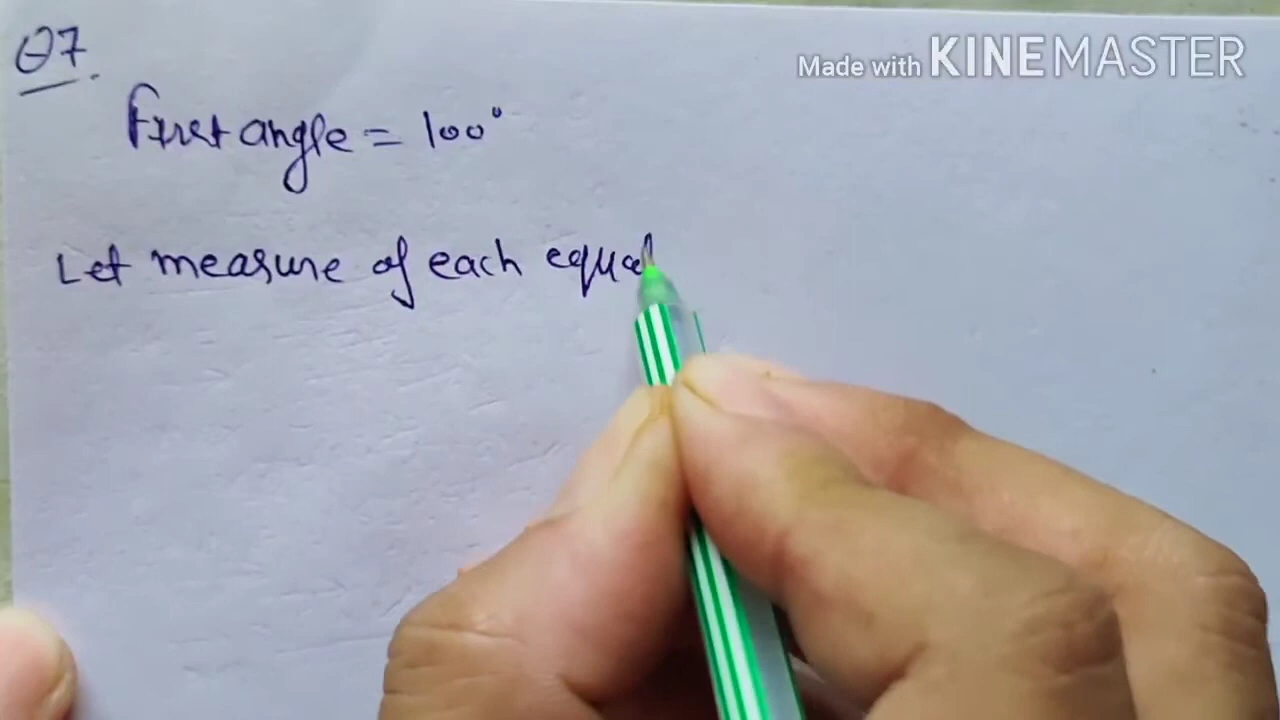 Q7.
Made with KINEMASTER
First angle = 100°
Let measure of each equal